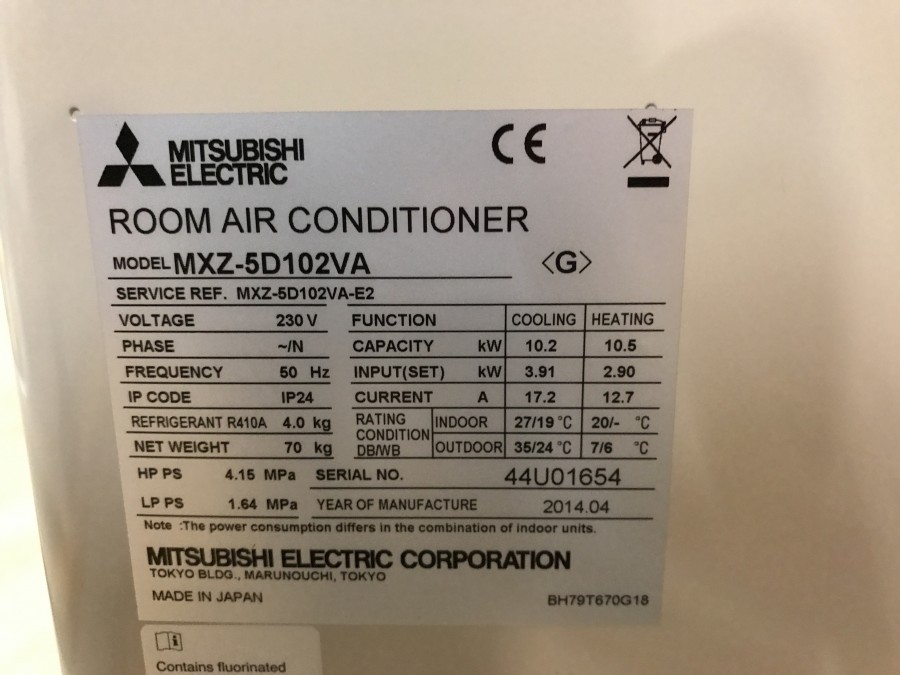 MITSUBISHI
ELECTRIC
CE
ROOM AIR CONDITIONER
MODEL MXZ-5D102VA 〈G〉
SERVICE REF. MXZ-5D102VA-E2
VOLTAGE 230 V FUNCTION COOLING HEATING
PHASE ~/N CAPACITY kW 10.2 10.5
FREQUENCY 50 Hz INPUT(SET) kW 3.91 2.90
IP CODE IP24 CURRENT A 17.2 12.7
REFRIGERANT R410A 4.0 kg RATING CONDITION DB/WB INDOOR 27/19 °C 20/- °C
NET WEIGHT 70 kg OUTDOOR 35/24 °C 7/6 °C
HP PS 4.15 MPa SERIAL NO. 44U01654
LP PS 1.64 MPa YEAR OF MANUFACTURE 2014.04
Note :The power consumption differs in the combination of indoor units.
MITSUBISHI ELECTRIC CORPORATION
TOKYO BLDG., MARUNOUCHI, TOKYO
MADE IN JAPAN BH79T670G18
Contains fluorinated